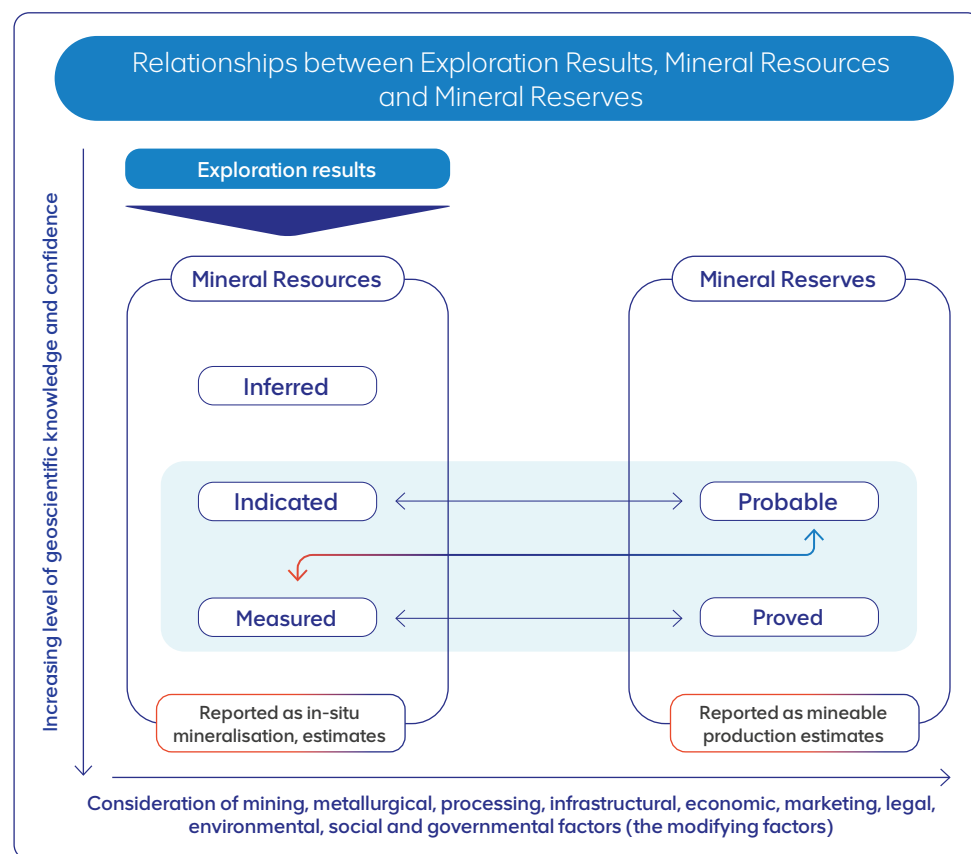 Relationships between Exploration Results, Mineral Resources
and Mineral Reserves
Increasing level of geoscientific knowledge and confidence
Exploration results
Mineral Resources
Mineral Reserves
Inferred
Indicated
Probable
Measured
Proved
Reported as in-situ
mineralisation, estimates
Reported as mineable
production estimates
Consideration of mining, metallurgical, processing, infrastructural, economic, marketing, legal,
environmental, social and governmental factors (the modifying factors)